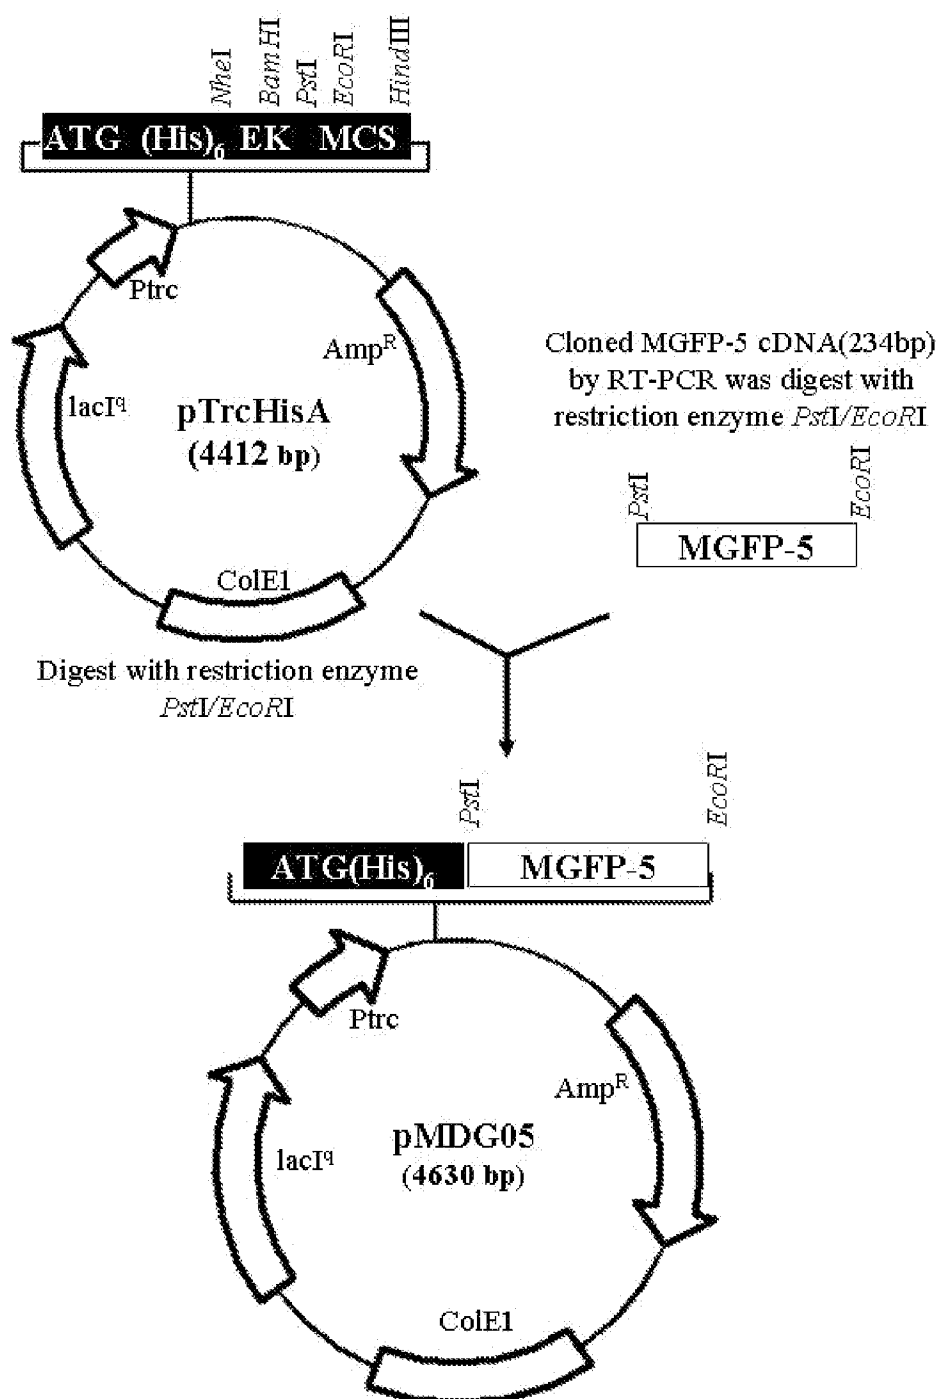 NheI
BamHI
PstI
EcoRI
HindIII
ATG (His)6 EK MCS
Ptrc
AmpR
lacIq
pTrcHisA
(4412 bp)
ColE1
Digest with restriction enzyme
PstI/EcoRI
Cloned MGFP-5 cDNA(234bp)
by RT-PCR was digest with
restriction enzyme PstI/EcoRI
PstI
EcoRI
MGFP-5
PstI
EcoRI
ATG(His)6
MGFP-5
Ptrc
AmpR
lacIq
pMDG05
(4630 bp)
ColE1